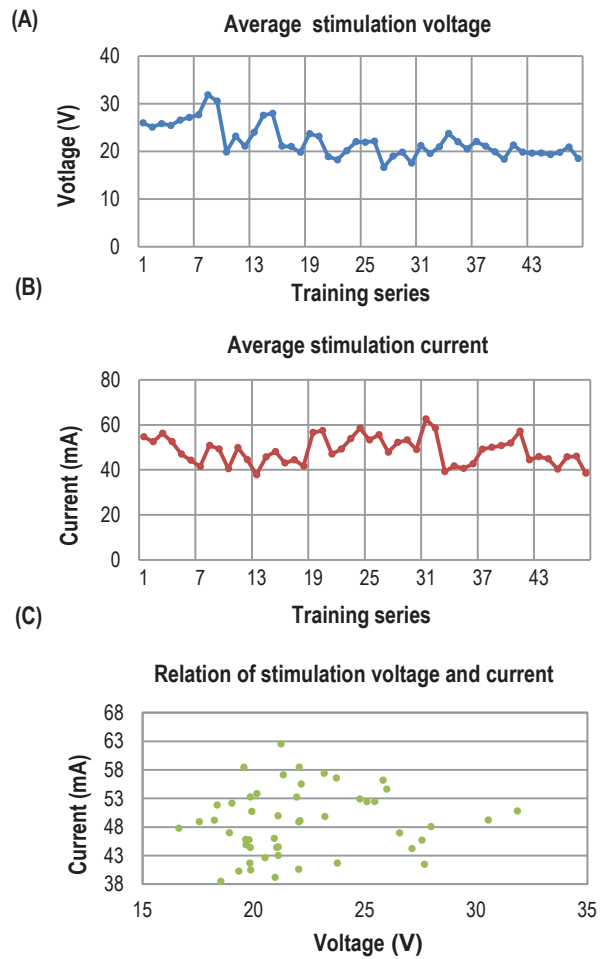 (A)
Average stimulation voltage
40
30
20
10
0
Votlage (V)
1 7 13 19 25 31 37 43
Training series
(B)
Average stimulation current
80
60
40
20
0
Current (mA)
1 7 13 19 25 31 37 43
Training series
(C)
Relation of stimulation voltage and current
68
63
58
53
48
43
38
Current (mA)
15 20 25 30 35
Voltage (V)